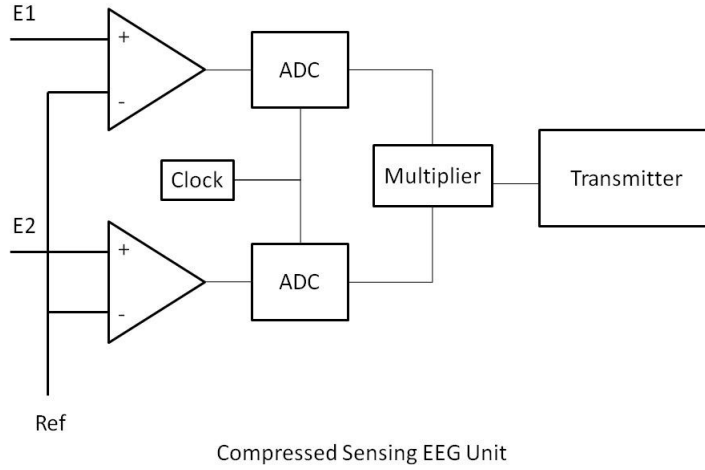 E1
+
-
ADC
Clock
Multiplier
Transmitter
E2
+
-
ADC
Ref
Compressed Sensing EEG Unit